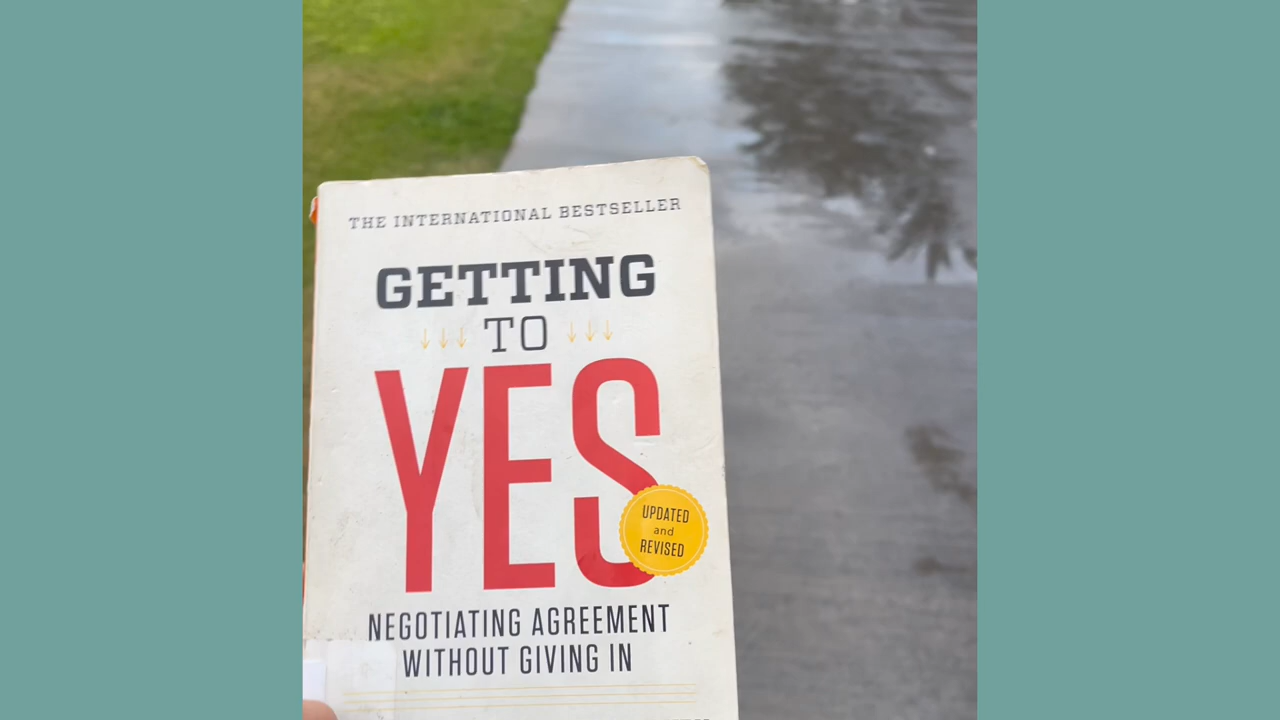 THE INTERNATIONAL BESTSELLER
GETTING
TO
YES
UPDATED
and
REVISED
NEGOTIATING AGREEMENT
WITHOUT GIVING IN